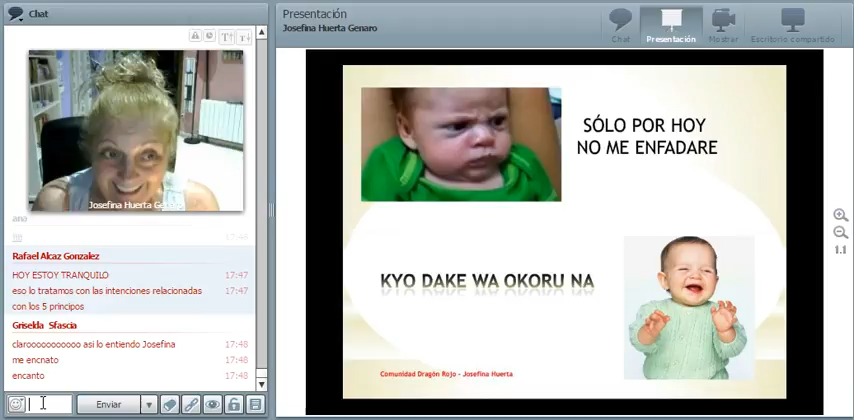 Chat
Josefina Huerta Ge
ana
Rafael Alcaz Gonzalez
HOY ESTOY TRANQUILO 17:47
eso lo tratamos con las intenciones relacionadas 17:47
con los 5 principos
Griselda Sfascia
clarooooooooooo asi lo entiendo Josefina 17:48
me encnato 17:48
encanto 17:48
Enviar
Presentación
Josefina Huerta Genaro
Chat
Presentación
Mostrar
Escritorio compartido
SÓLO POR HOY
NO ME ENFADARE
KYO DAKE WA OKORU NA
Comunidad Dragón Rojo - Josefina Huerta
1.1